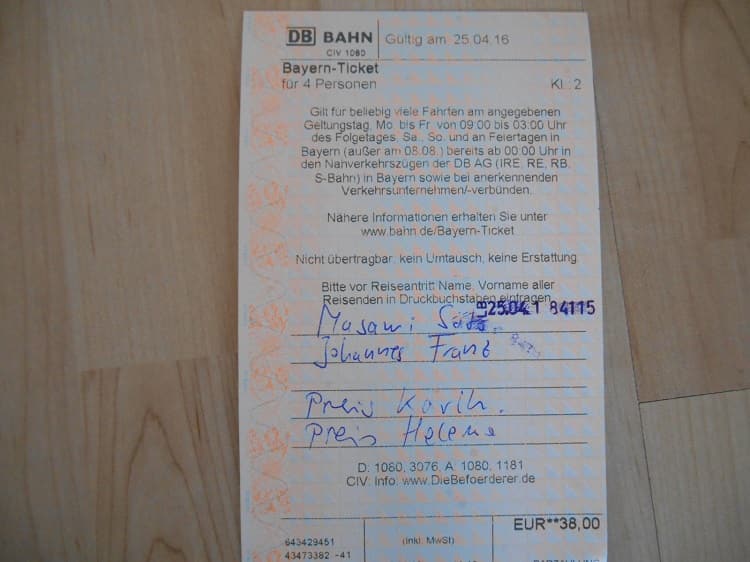 DB BAHN
CIV 1080
Gültig am 25.04.16
Bayern-Ticket
für 4 Personen
Kl.: 2
Gilt für beliebig viele Fahrten am angegebenen
Geltungstag, Mo. bis Fr. von 09:00 bis 03:00 Uhr
des Folgetages, Sa., So. und an Feiertagen in
Bayern (außer am 08.08.) bereits ab 00:00 Uhr in
den Nahverkehrszügen der DB AG (IRE, RE, RB,
S-Bahn) in Bayern sowie bei anerkennenden
Verkehrsunternehmen/-verbünden.
Nähere Informationen erhalten Sie unter
www.bahn.de/Bayern-Ticket
Nicht übertragbar, kein Umtausch, keine Erstattung
Bitte vor Reiseantritt Name, Vorname aller
Reisenden in Druckbuchstaben eintragen
Masami
25.04.1 84115
Johannes Franz
Preis Karin.
Preis Helene
D: 1080, 3076, A: 1080, 1181
CIV: Info: www.DieBefoerderer.de
EUR**38,00
643429451
(inkl. MwSt)
43473382 -41